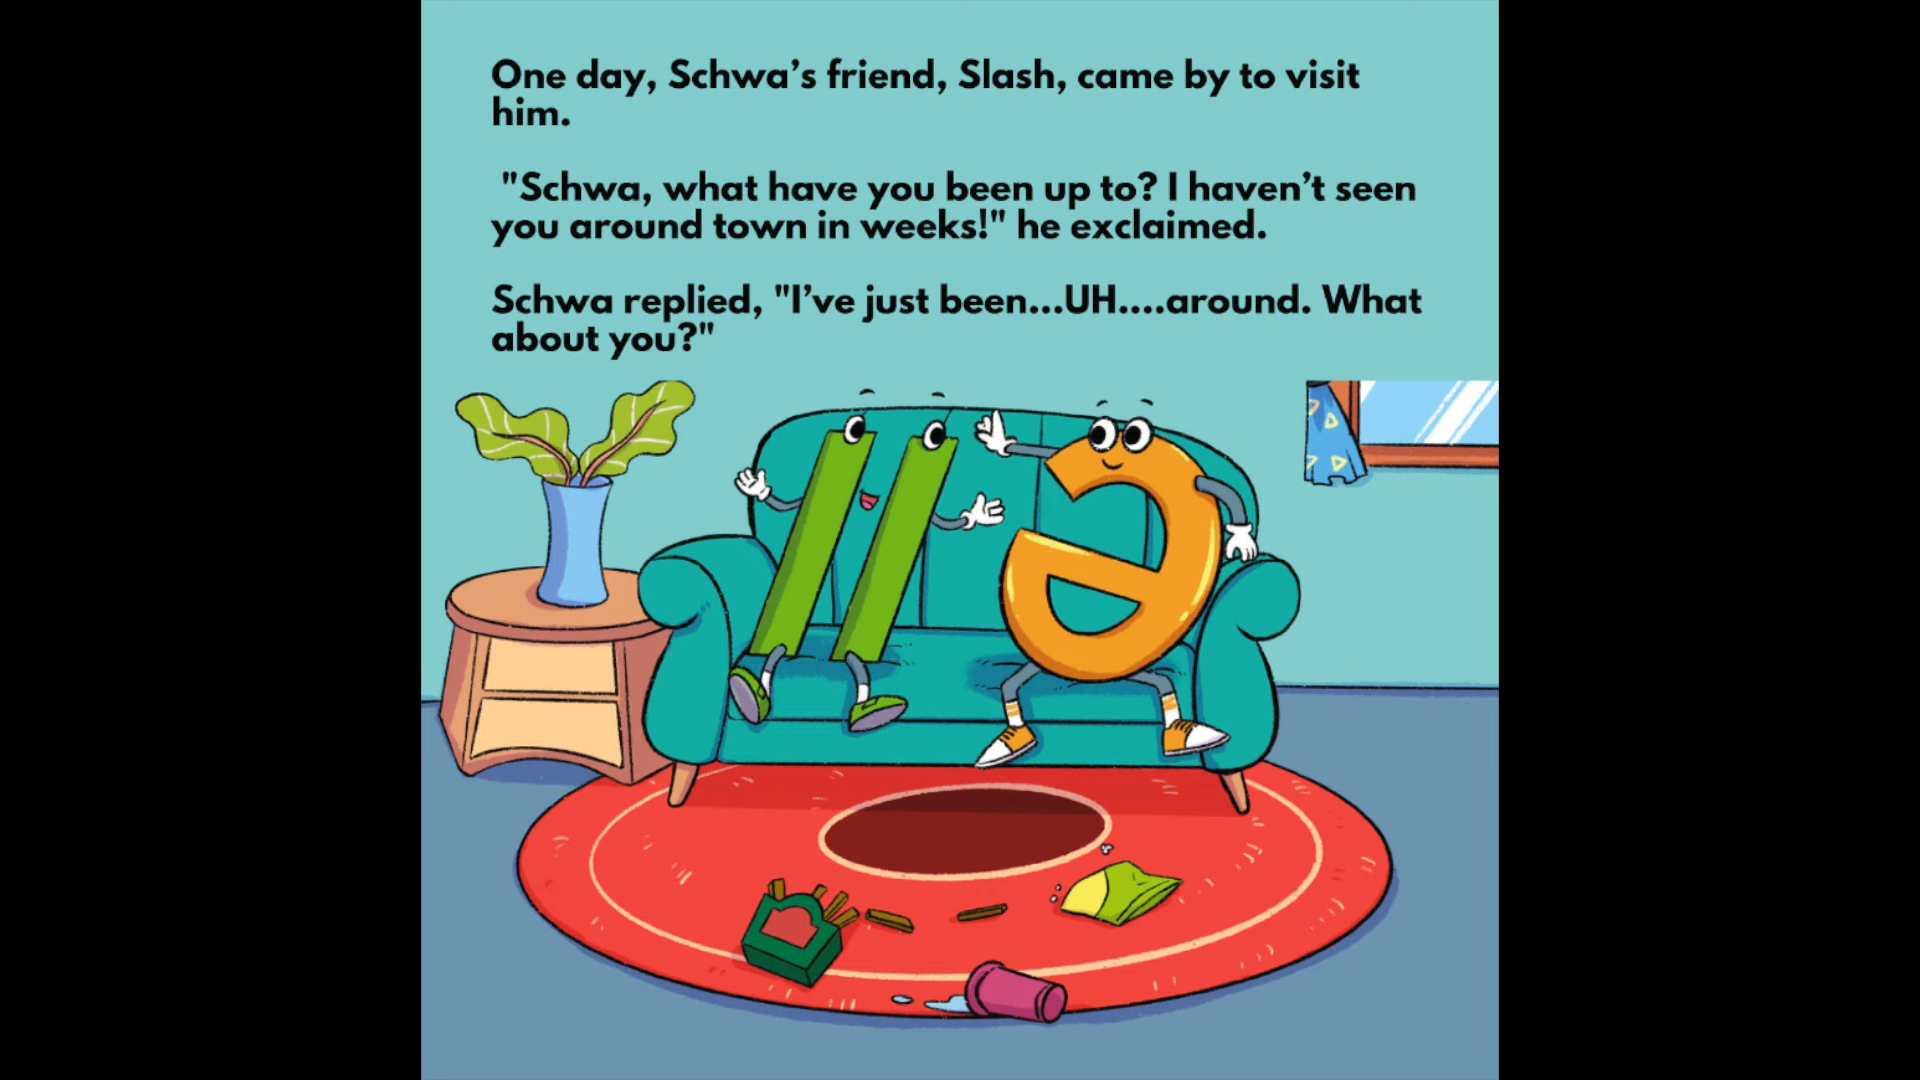 One day, Schwa’s friend, Slash, came by to visit
him.
"Schwa, what have you been up to? I haven’t seen
you around town in weeks!" he exclaimed.
Schwa replied, "I’ve just been...UH....around. What
about you?"